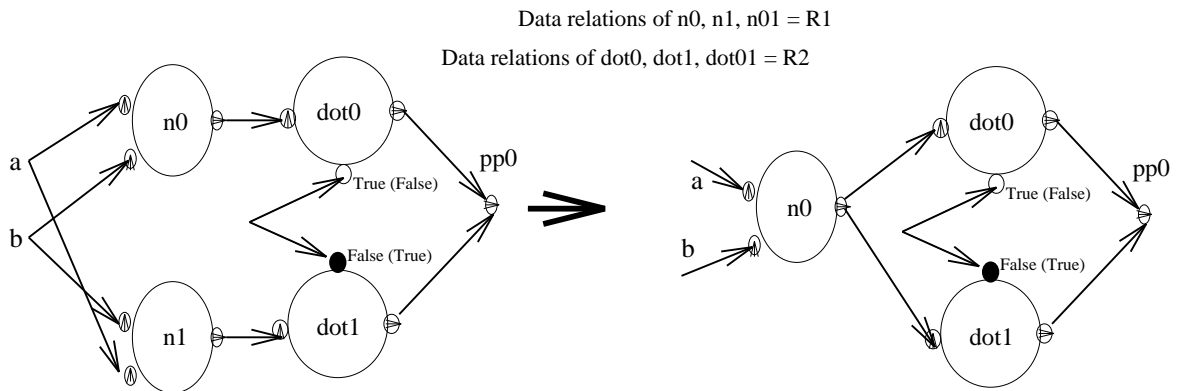 Data relations of n0, n1, n01 = R1
Data relations of dot0, dot1, dot01 = R2
n0
dot0
a
pp0
True (False)
b
False (True)
n1
dot1
dot0
a
pp0
True (False)
n0
b
False (True)
dot1